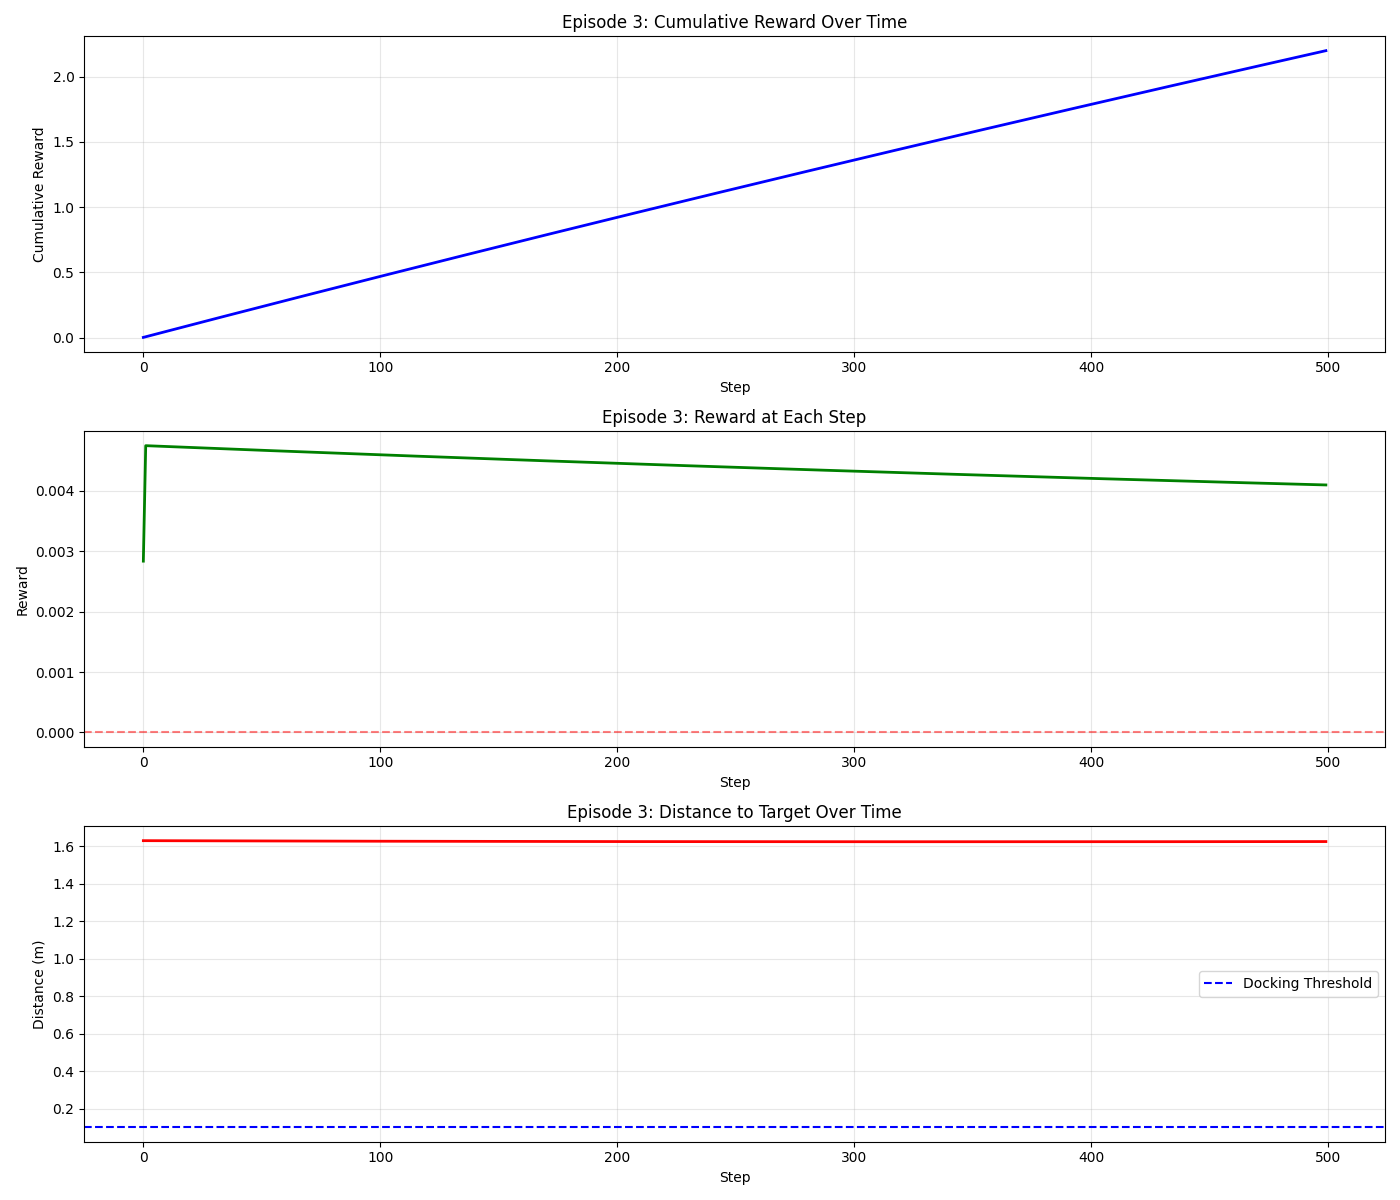 Episode 3: Cumulative Reward Over Time
Cumulative Reward
2.0
1.5
1.0
0.5
0.0
0 100 200 300 400 500
Step
Episode 3: Reward at Each Step
Reward
0.004
0.003
0.002
0.001
0.000
0 100 200 300 400 500
Step
Episode 3: Distance to Target Over Time
Distance (m)
1.6
1.4
1.2
1.0
0.8
0.6
0.4
0.2
Docking Threshold
0 100 200 300 400 500
Step